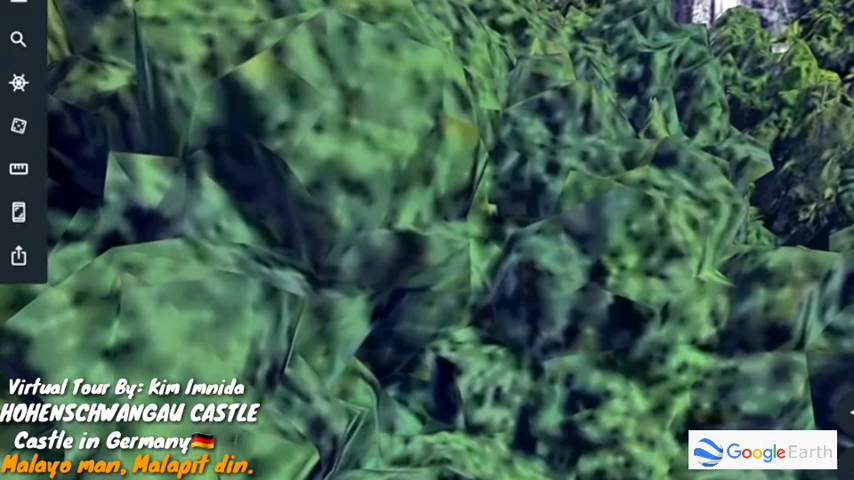 Virtual Tour By: Kim Imnida
HOHENSCHWANGAU CASTLE
Castle in Germany🇩🇪
Malayo man, Malapit din.
Google Earth